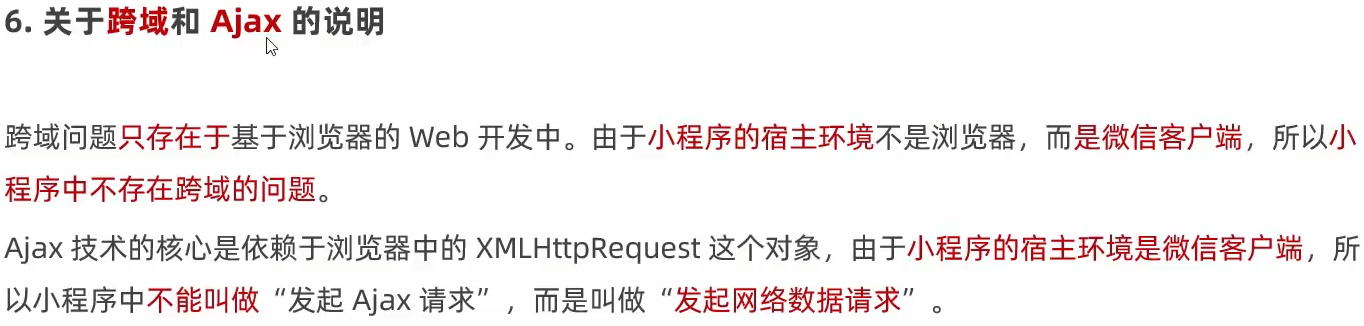 6. 关于跨域和 Ajax 的说明
跨域问题只存在于基于浏览器的 Web 开发中。由于小程序的宿主环境不是浏览器，而是微信客户端，所以小
程序中不存在跨域的问题。
Ajax 技术的核心是依赖于浏览器中的 XMLHttpRequest 这个对象，由于小程序的宿主环境是微信客户端，所
以小程序中不能叫做“发起 Ajax 请求”，而是叫做“发起网络数据请求”。